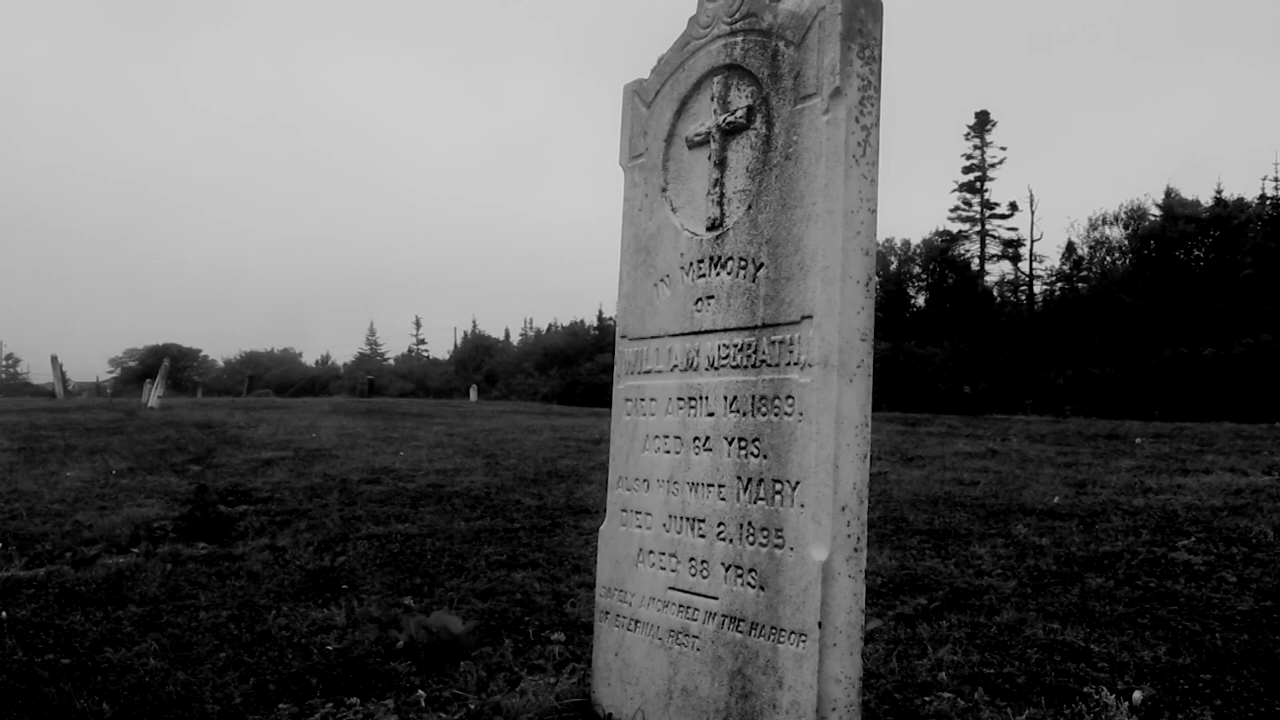 IN MEMORY
OF
WILLIAM McGRATH,
DIED APRIL 14, 1869,
AGED 64 YRS.
ALSO HIS WIFE MARY,
DIED JUNE 2, 1895,
AGED 88 YRS.
SAFELY ANCHORED IN THE HARBOR
OF ETERNAL REST.